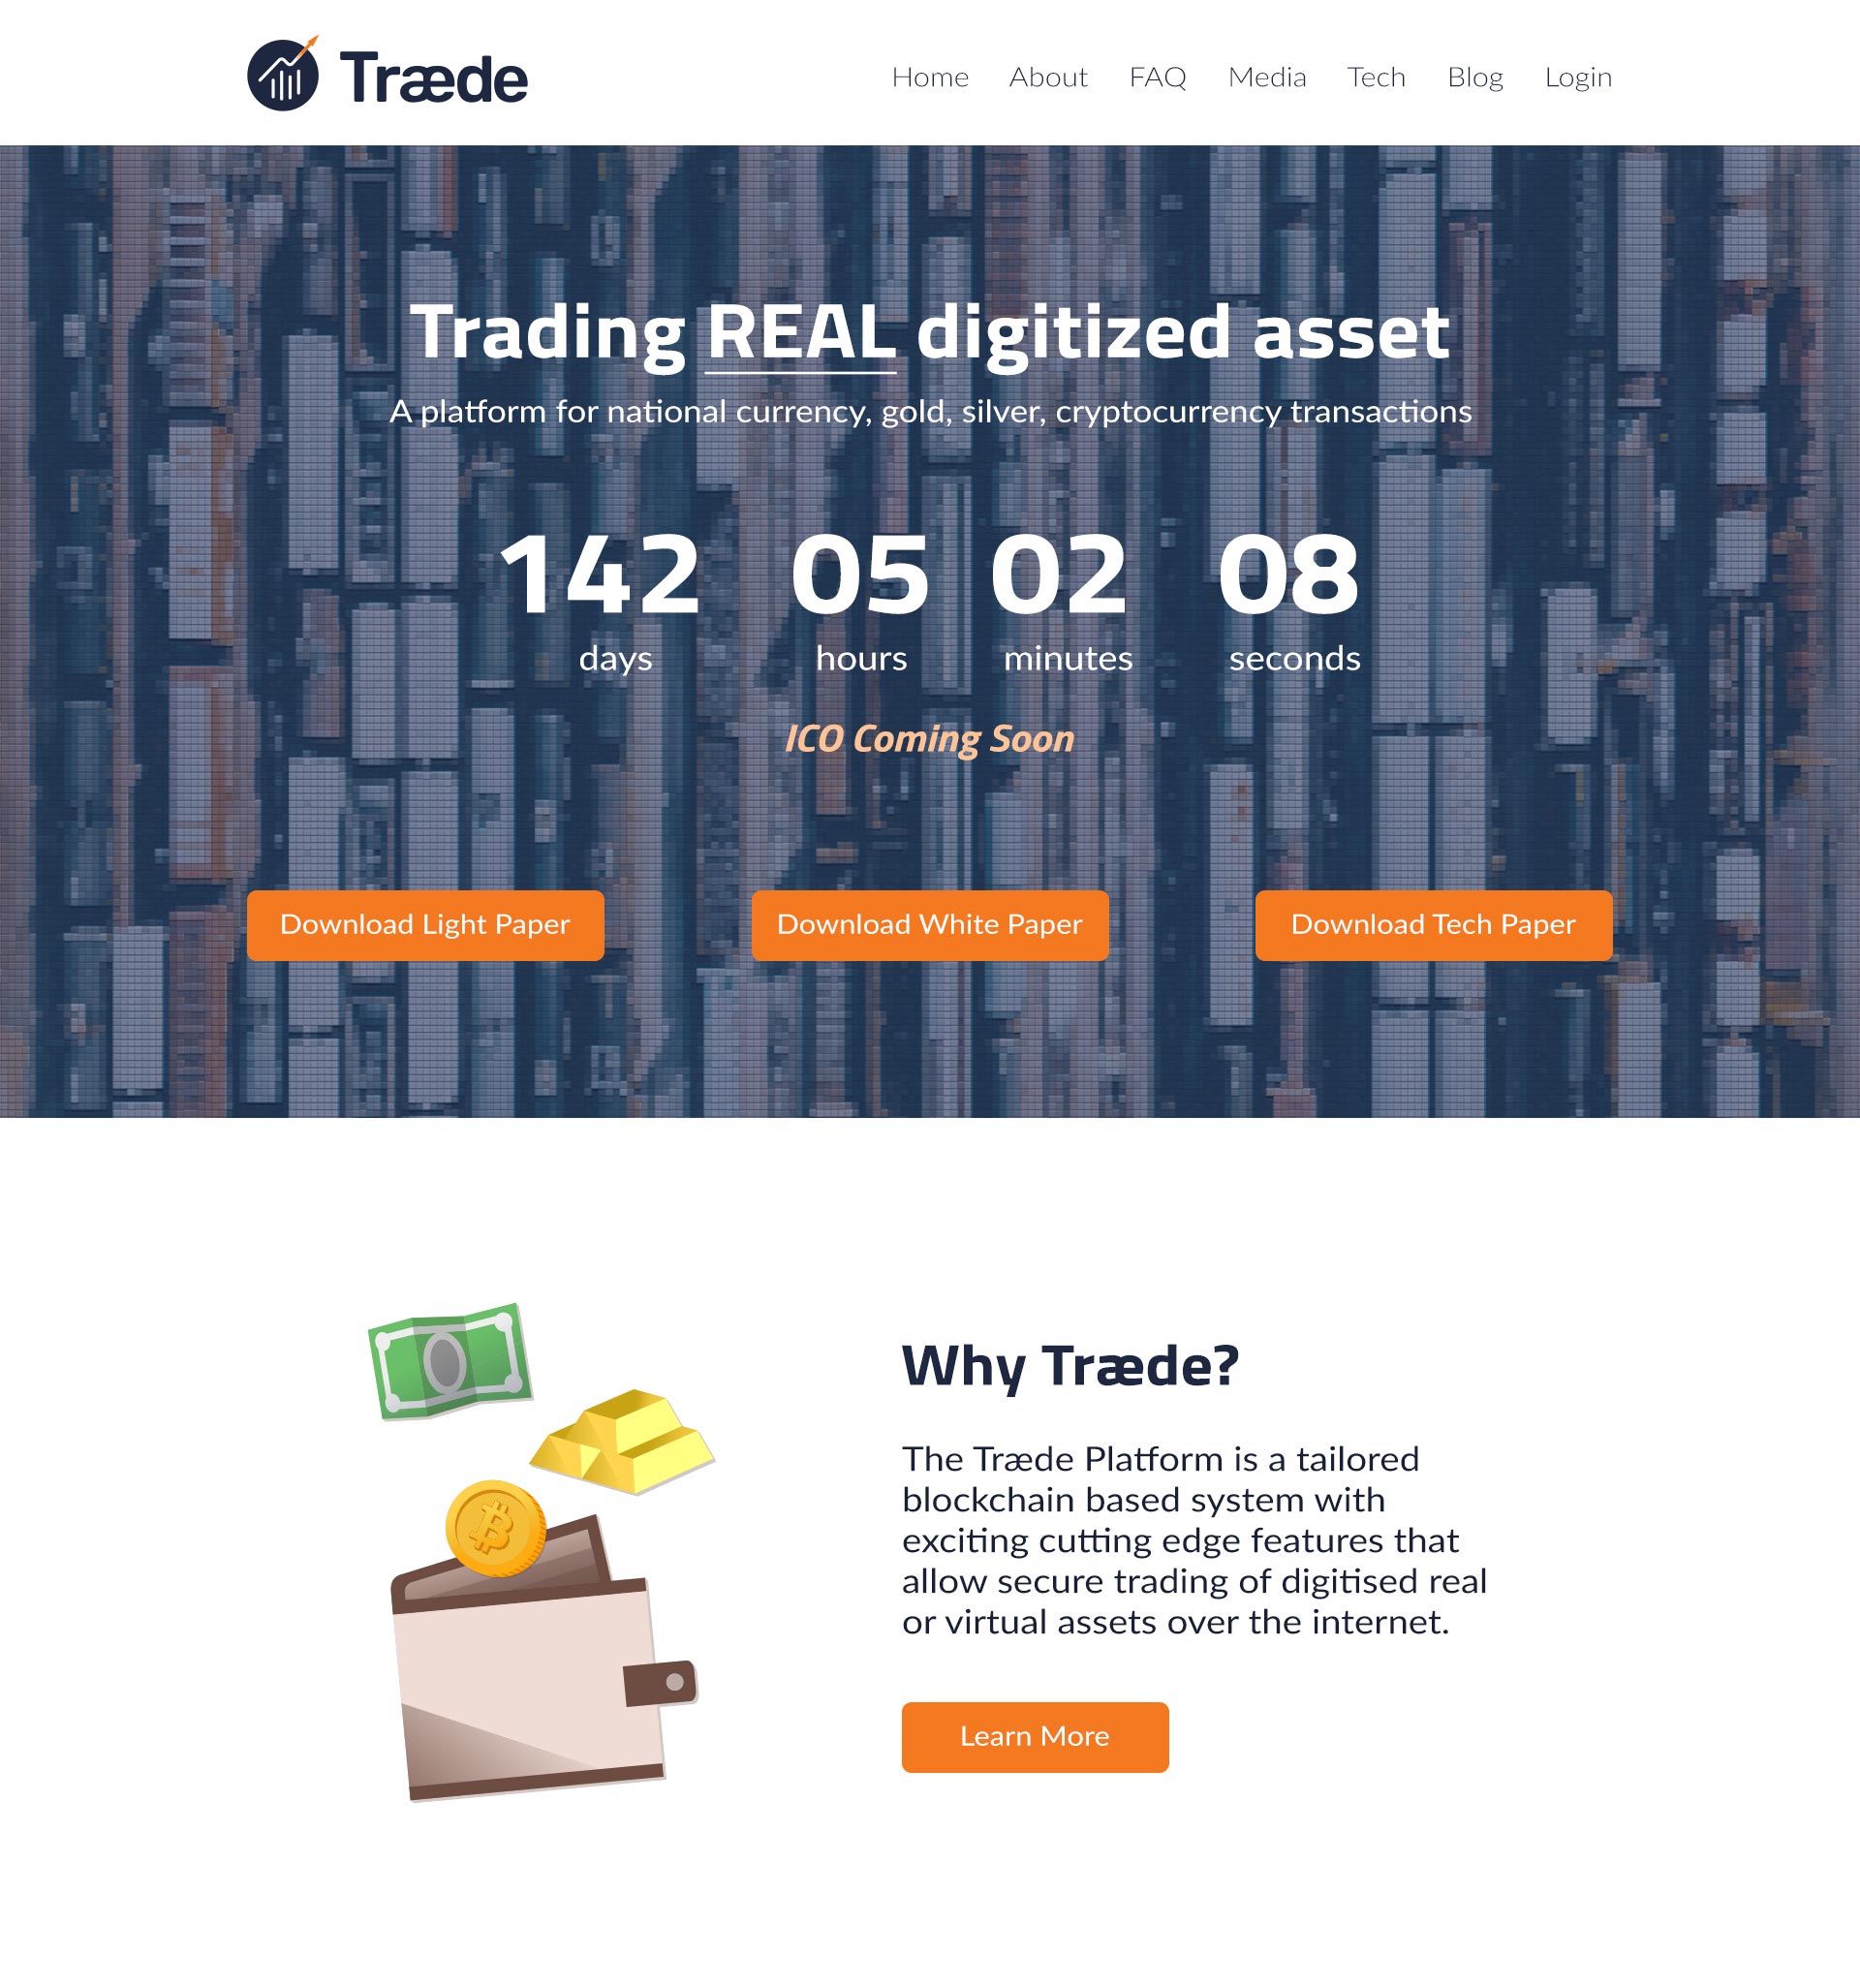 Træde
Home About FAQ Media Tech Blog Login
Trading REAL digitized asset
A platform for national currency, gold, silver, cryptocurrency transactions
142 05 02 08
days hours minutes seconds
ICO Coming Soon
Download Light Paper Download White Paper Download Tech Paper
Why Træde?
The Træde Platform is a tailored
blockchain based system with
exciting cutting edge features that
allow secure trading of digitised real
or virtual assets over the internet.
Learn More